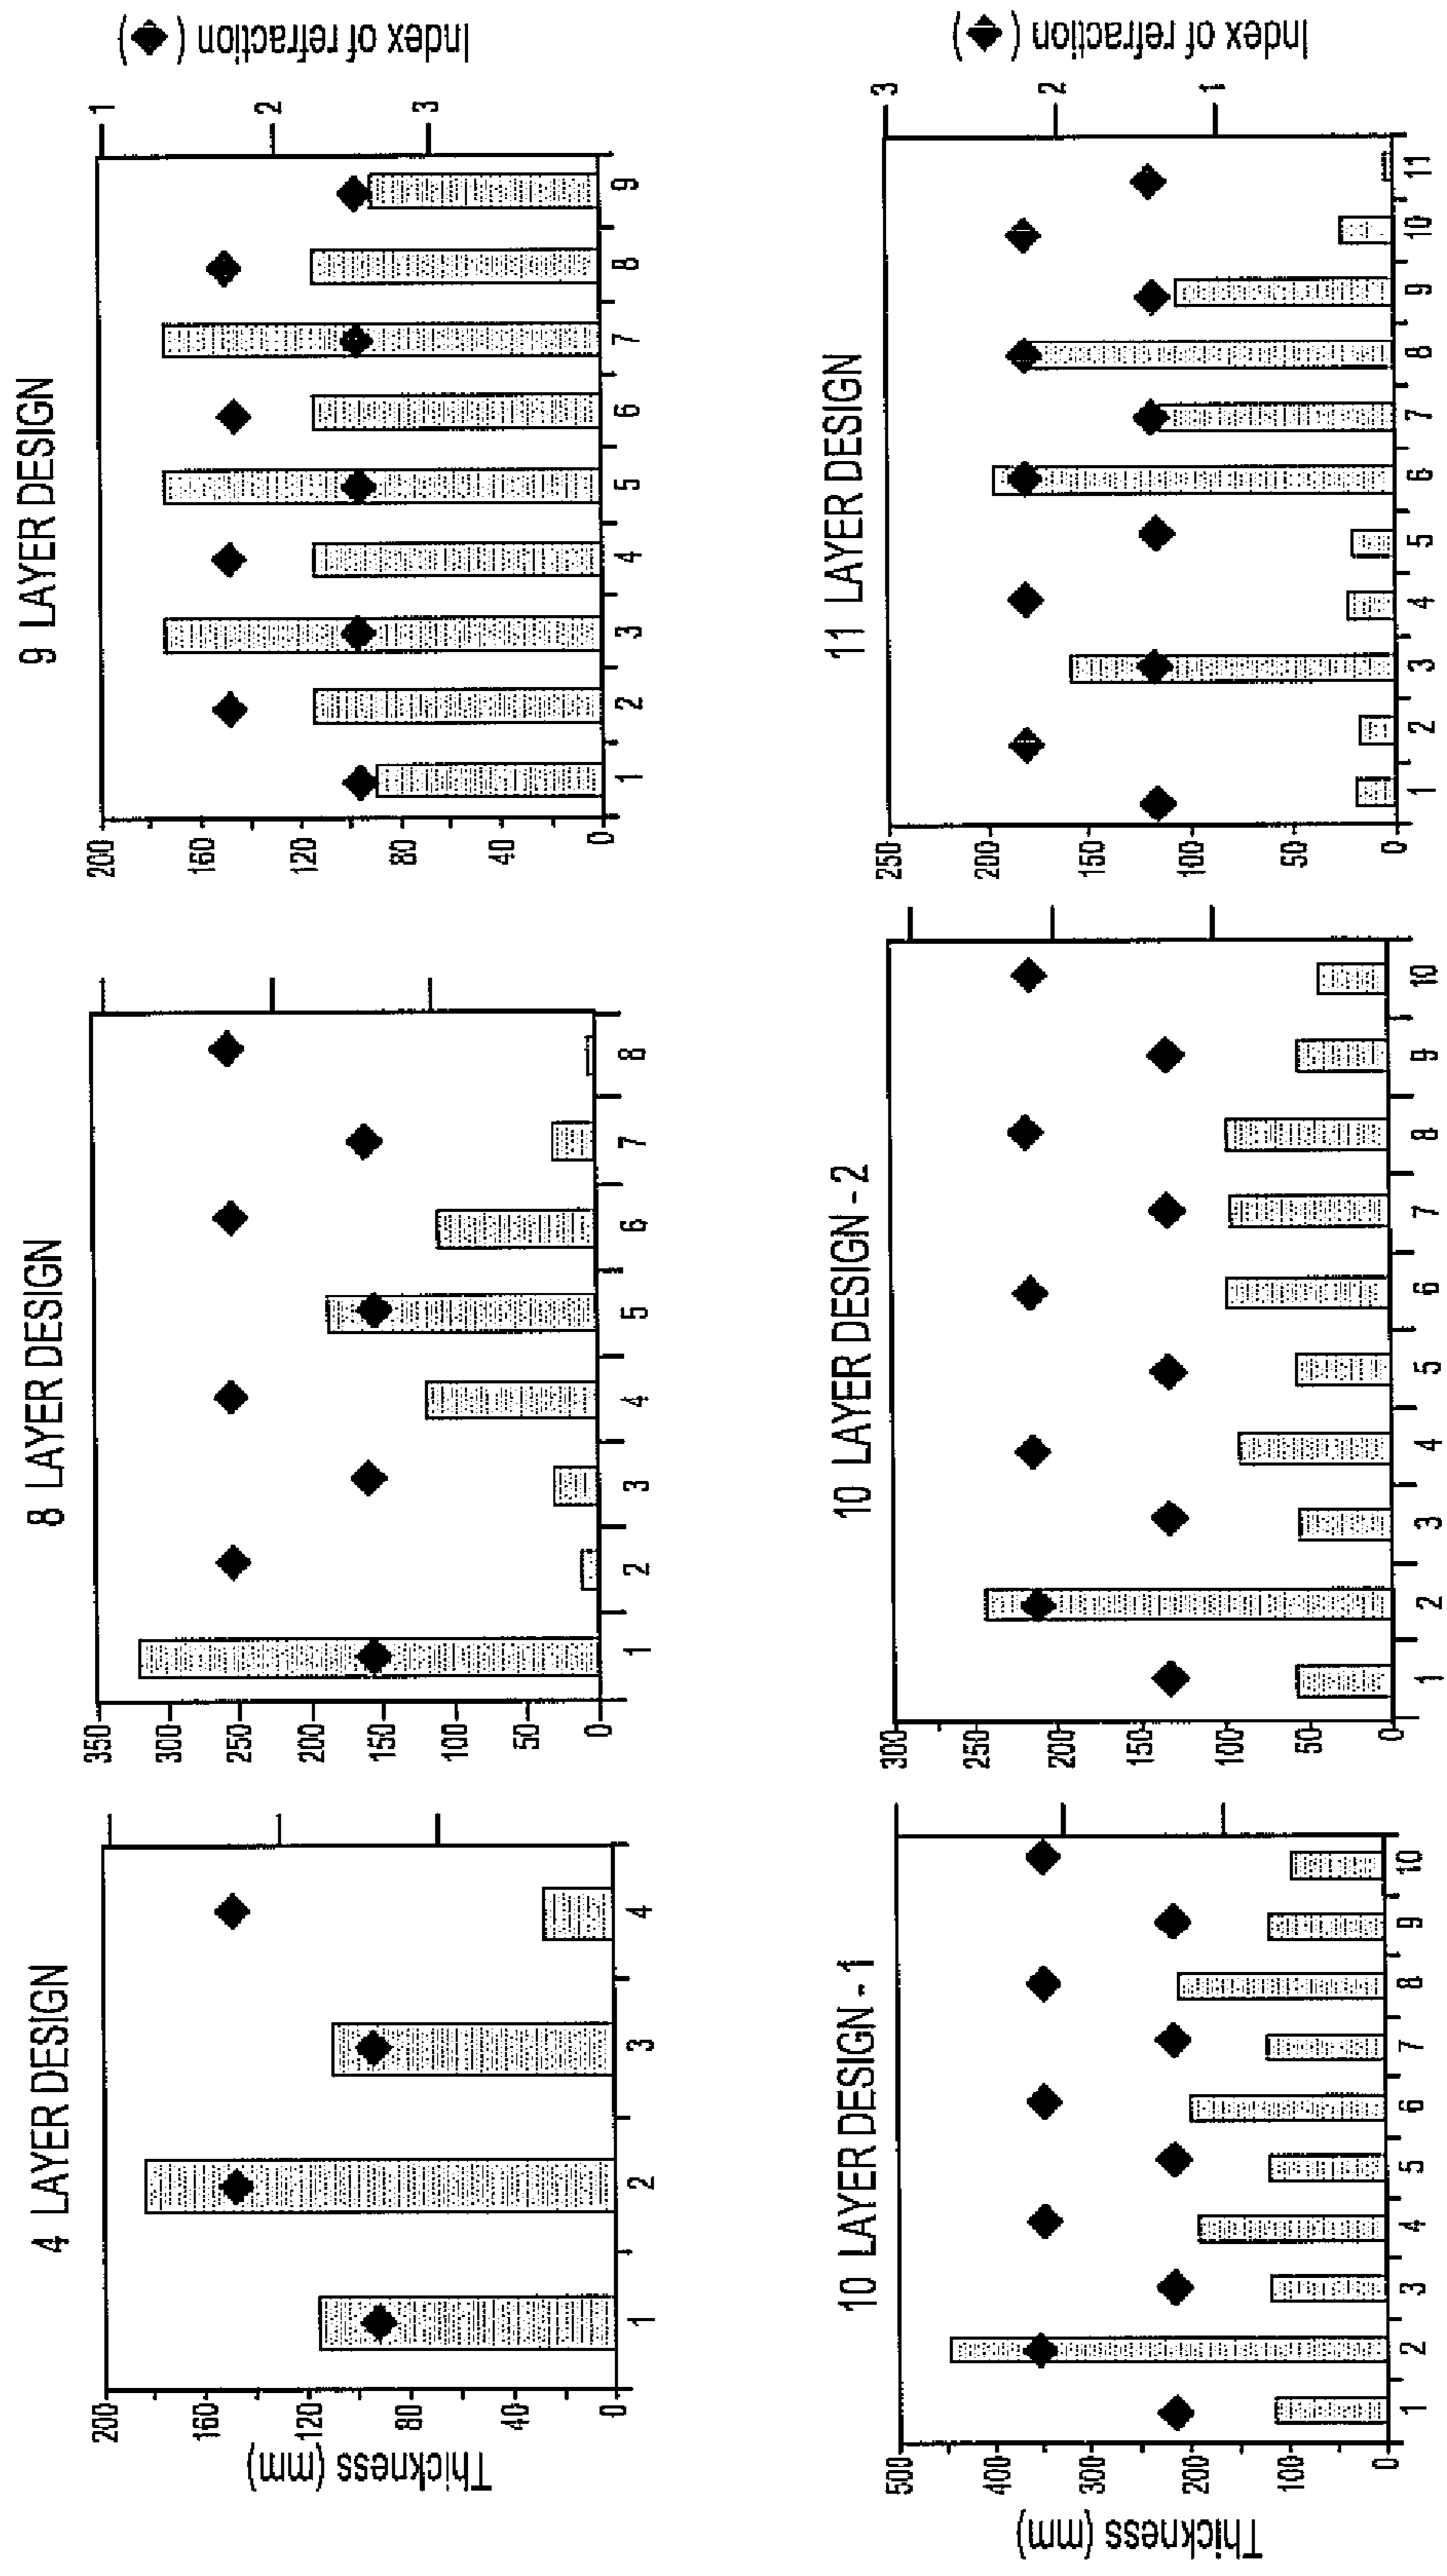 4 LAYER DESIGN
Thickness (mm)
200
160
120
80
40
0
1 2 3 4
8 LAYER DESIGN
350
300
250
200
150
100
50
0
1 2 3 4 5 6 7 8
9 LAYER DESIGN
200
160
120
80
40
0
1 2 3 4 5 6 7 8 9
1
2
3
Index of refraction (◆)
10 LAYER DESIGN - 1
Thickness (mm)
500
400
300
200
100
0
1 2 3 4 5 6 7 8 9 10
10 LAYER DESIGN - 2
300
250
200
150
100
50
0
1 2 3 4 5 6 7 8 9 10
11 LAYER DESIGN
250
200
150
100
50
0
1 2 3 4 5 6 7 8 9 10 11
3
2
1
Index of refraction (◆)